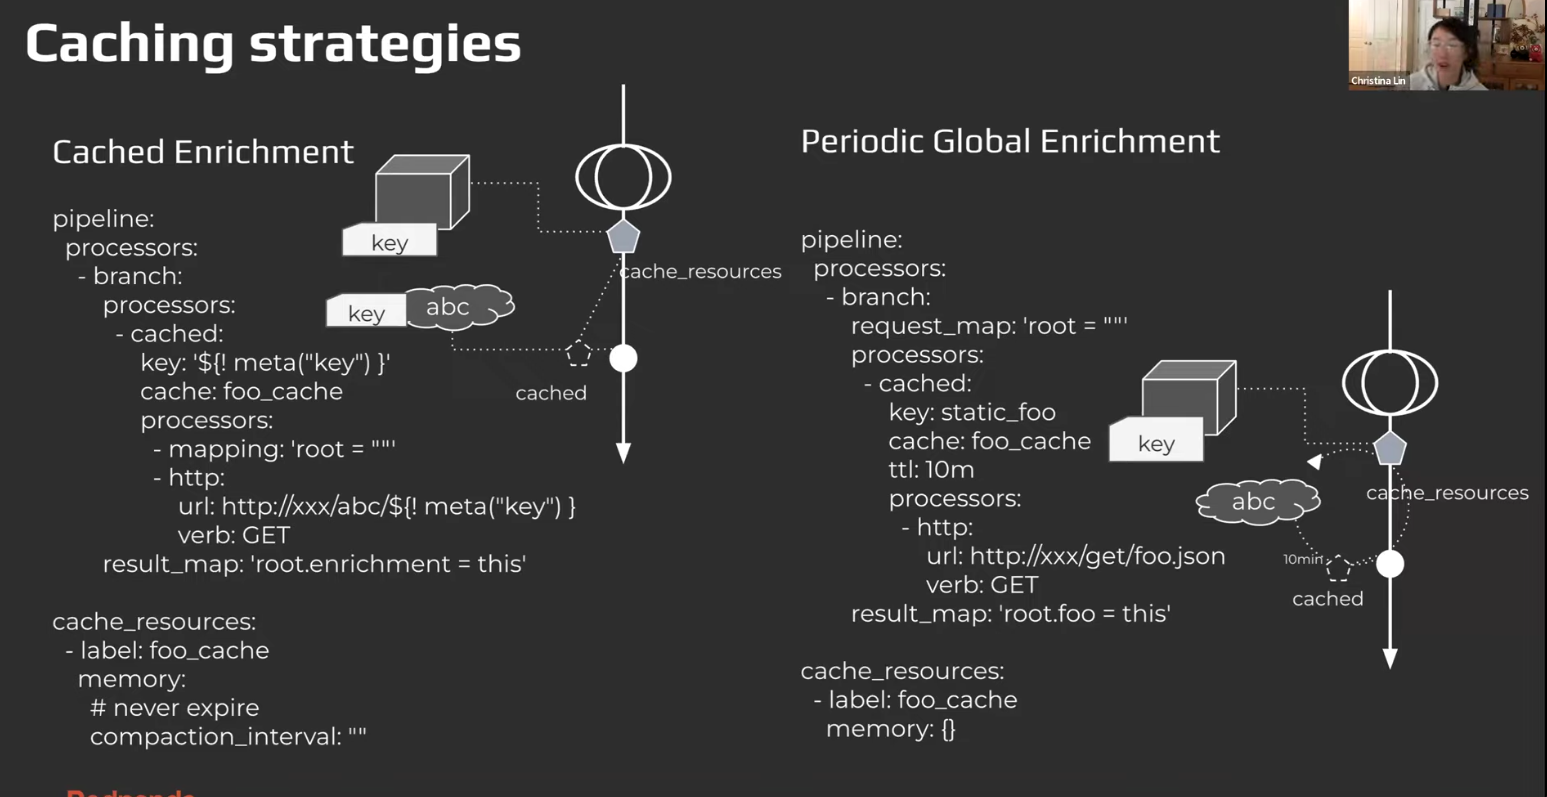 Caching strategies
Christina Lin
Cached Enrichment
key
key
abc
cache_resources
cached
pipeline:
processors:
- branch:
processors:
- cached:
key: '${! meta("key") }'
cache: foo_cache
processors:
- mapping: 'root = ""'
- http:
url: http://xxx/abc/${! meta("key") }
verb: GET
result_map: 'root.enrichment = this'
cache_resources:
- label: foo_cache
memory:
# never expire
compaction_interval: ""
Periodic Global Enrichment
pipeline:
processors:
- branch:
request_map: 'root = ""'
processors:
- cached:
key: static_foo
cache: foo_cache
ttl: 10m
processors:
- http:
url: http://xxx/get/foo.json
verb: GET
result_map: 'root.foo = this'
cache_resources:
- label: foo_cache
memory: {}
key
abc
cache_resources
10min
cached